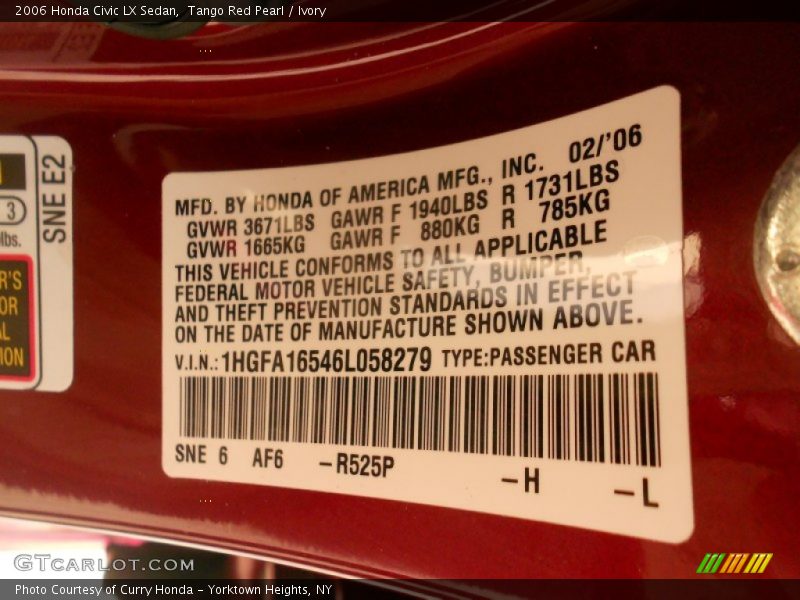 2006 Honda Civic LX Sedan, Tango Red Pearl / Ivory
SNE E2
3
lbs.
MFD. BY HONDA OF AMERICA MFG., INC. 02/'06
GVWR 3671LBS GAWR F 1940LBS R 1731LBS
GVWR 1665KG GAWR F 880KG R 785KG
THIS VEHICLE CONFORMS TO ALL APPLICABLE
FEDERAL MOTOR VEHICLE SAFETY, BUMPER,
AND THEFT PREVENTION STANDARDS IN EFFECT
ON THE DATE OF MANUFACTURE SHOWN ABOVE.
V.I.N.: 1HGFA16546L058279 TYPE:PASSENGER CAR
SNE 6 AF6 -R525P -H -L
GTCARLOT.COM
Photo Courtesy of Curry Honda - Yorktown Heights, NY